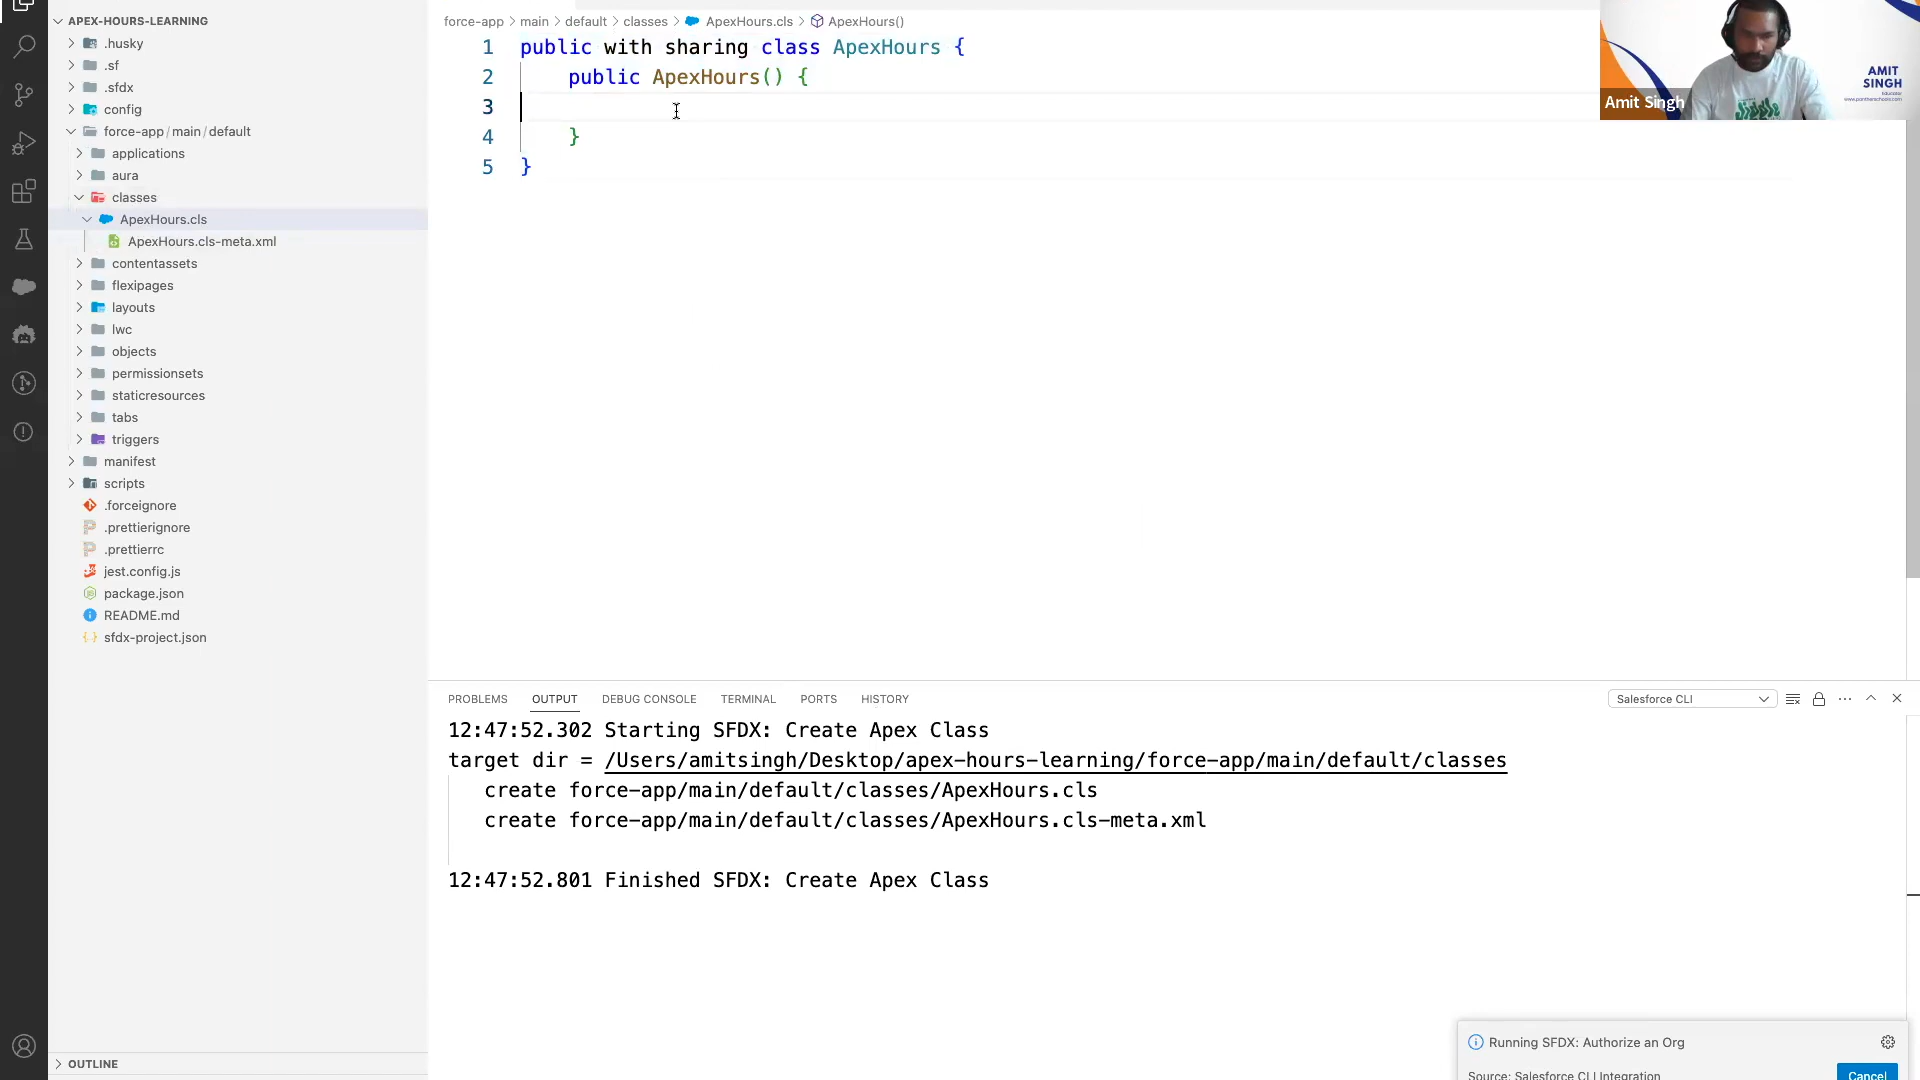 APEX-HOURS-LEARNING
.husky
.sf
.sfdx
config
force-app/main/default
applications
aura
classes
ApexHours.cls
ApexHours.cls-meta.xml
contentassets
flexipages
layouts
lwc
objects
permissionsets
staticresources
tabs
triggers
manifest
scripts
.forceignore
.prettierignore
.prettierrc
jest.config.js
package.json
README.md
sfdx-project.json
OUTLINE
force-app > main > default > classes > ApexHours.cls > ApexHours()
1 public with sharing class ApexHours {
2 public ApexHours() {
3
4 }
5 }
AMIT
SINGH
Educator
www.pantherschools.com
Amit Singh
PROBLEMS OUTPUT DEBUG CONSOLE TERMINAL PORTS HISTORY
Salesforce CLI
12:47:52.302 Starting SFDX: Create Apex Class
target dir = /Users/amitsingh/Desktop/apex-hours-learning/force-app/main/default/classes
create force-app/main/default/classes/ApexHours.cls
create force-app/main/default/classes/ApexHours.cls-meta.xml
12:47:52.801 Finished SFDX: Create Apex Class
Running SFDX: Authorize an Org
Source: Salesforce CLI Integration
Cancel